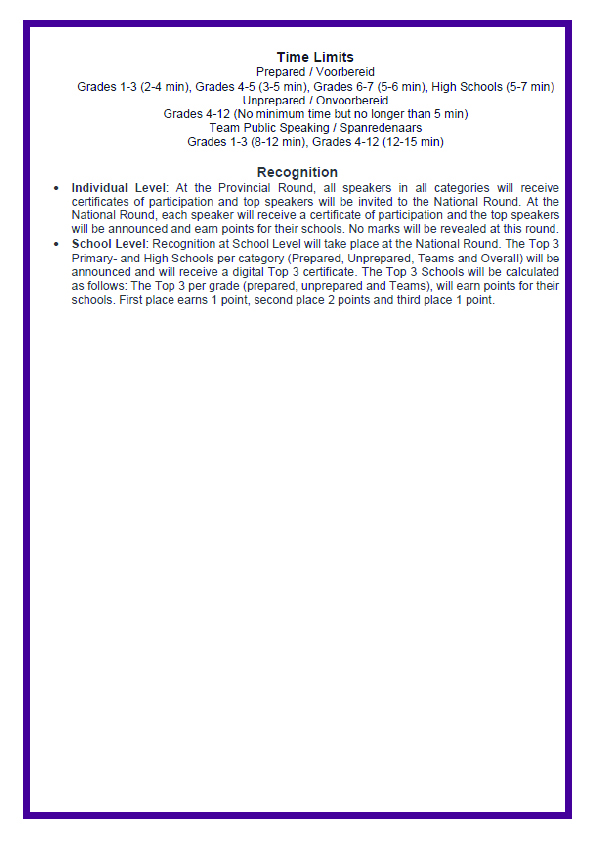 Time Limits
Prepared / Voorbereid
Grades 1-3 (2-4 min), Grades 4-5 (3-5 min), Grades 6-7 (5-6 min), High Schools (5-7 min)
Unprepared / Onvoorbereid
Grades 4-12 (No minimum time but no longer than 5 min)
Team Public Speaking / Spanredenaars
Grades 1-3 (8-12 min), Grades 4-12 (12-15 min)
Recognition
• Individual Level: At the Provincial Round, all speakers in all categories will receive
certificates of participation and top speakers will be invited to the National Round. At the
National Round, each speaker will receive a certificate of participation and the top speakers
will be announced and earn points for their schools. No marks will be revealed at this round.
• School Level: Recognition at School Level will take place at the National Round. The Top 3
Primary- and High Schools per category (Prepared, Unprepared, Teams and Overall) will be
announced and will receive a digital Top 3 certificate. The Top 3 Schools will be calculated
as follows: The Top 3 per grade (prepared, unprepared and Teams), will earn points for their
schools. First place earns 1 point, second place 2 points and third place 1 point.